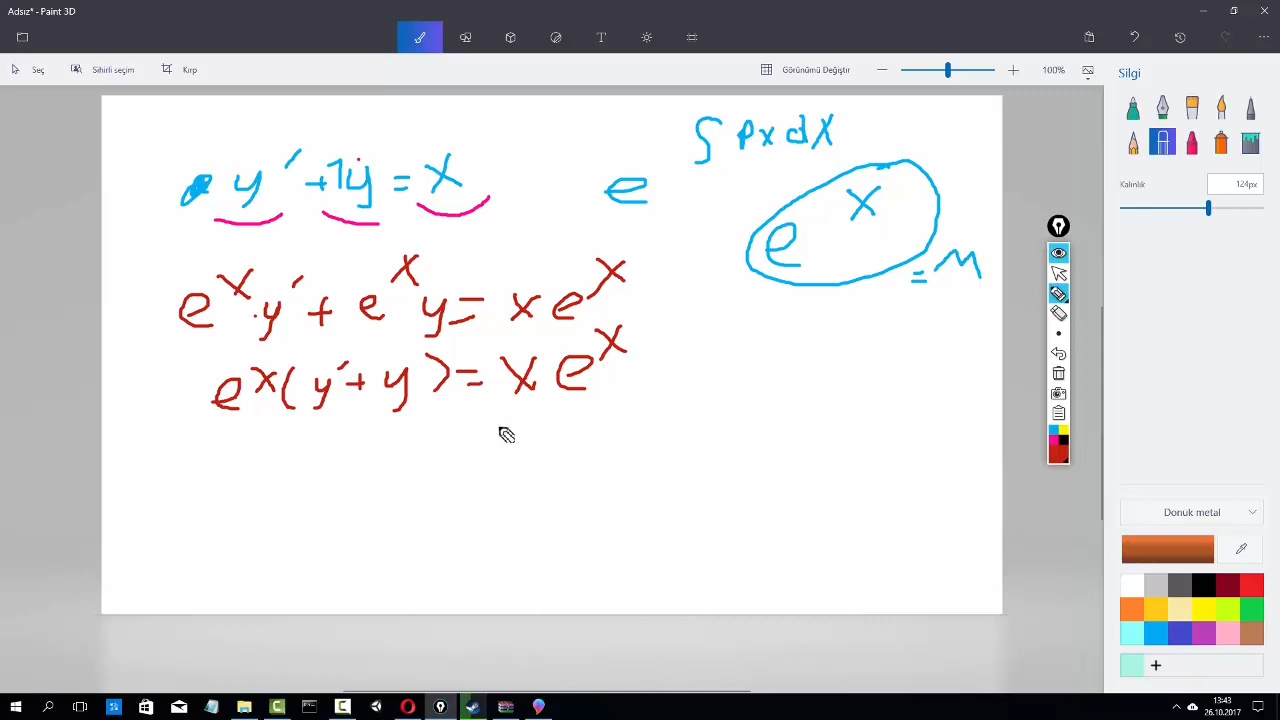 Adsız* - Paint 3D
Seç
Sihirli seçim
Kırp
Görünümü Değiştir
100%
Silgi
Kalınlık
124px
∫ Px dx
y' + 1y = x
e
e^x = M
e^x . y' + e^x y = x e^x
e^x ( y' + y ) = x e^x
Donuk metal
13:43
26.10.2017